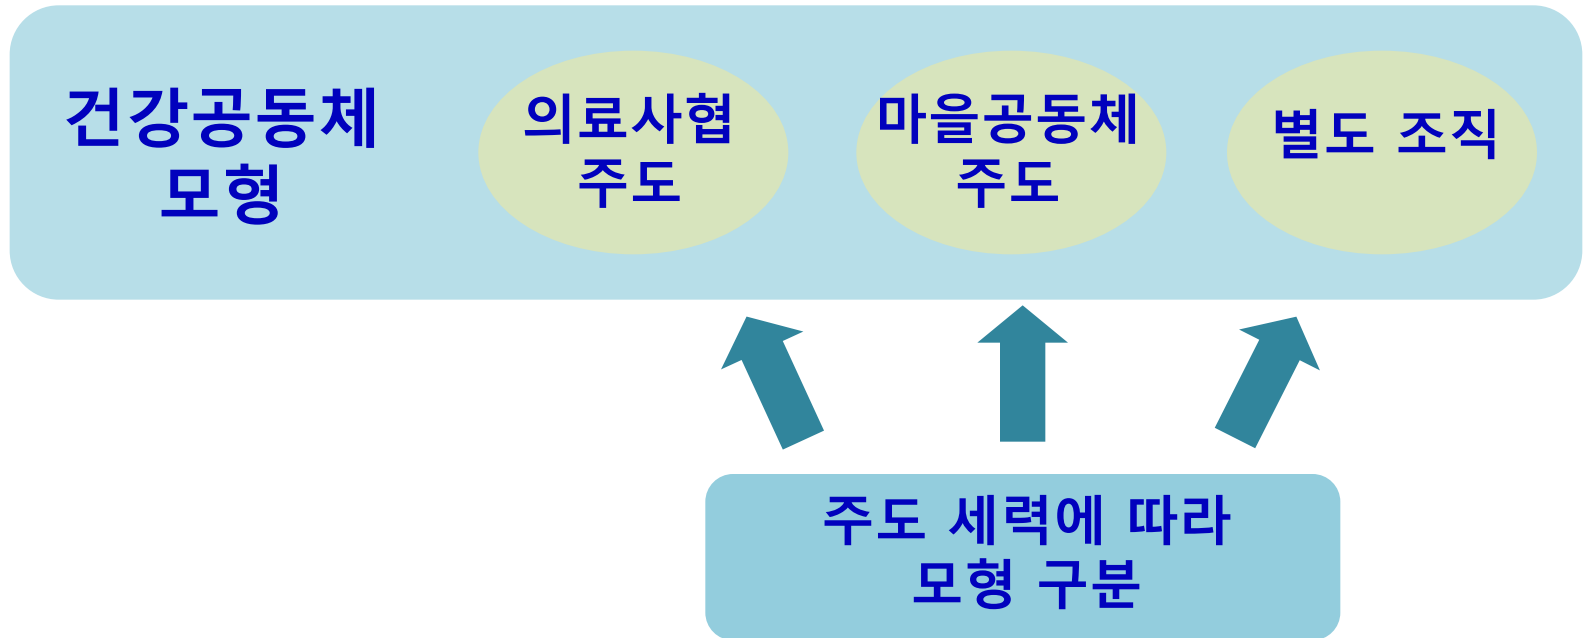 건강공동체
모형
의료사협
주도
마을공동체
주도
별도 조직
주도 세력에 따라
모형 구분